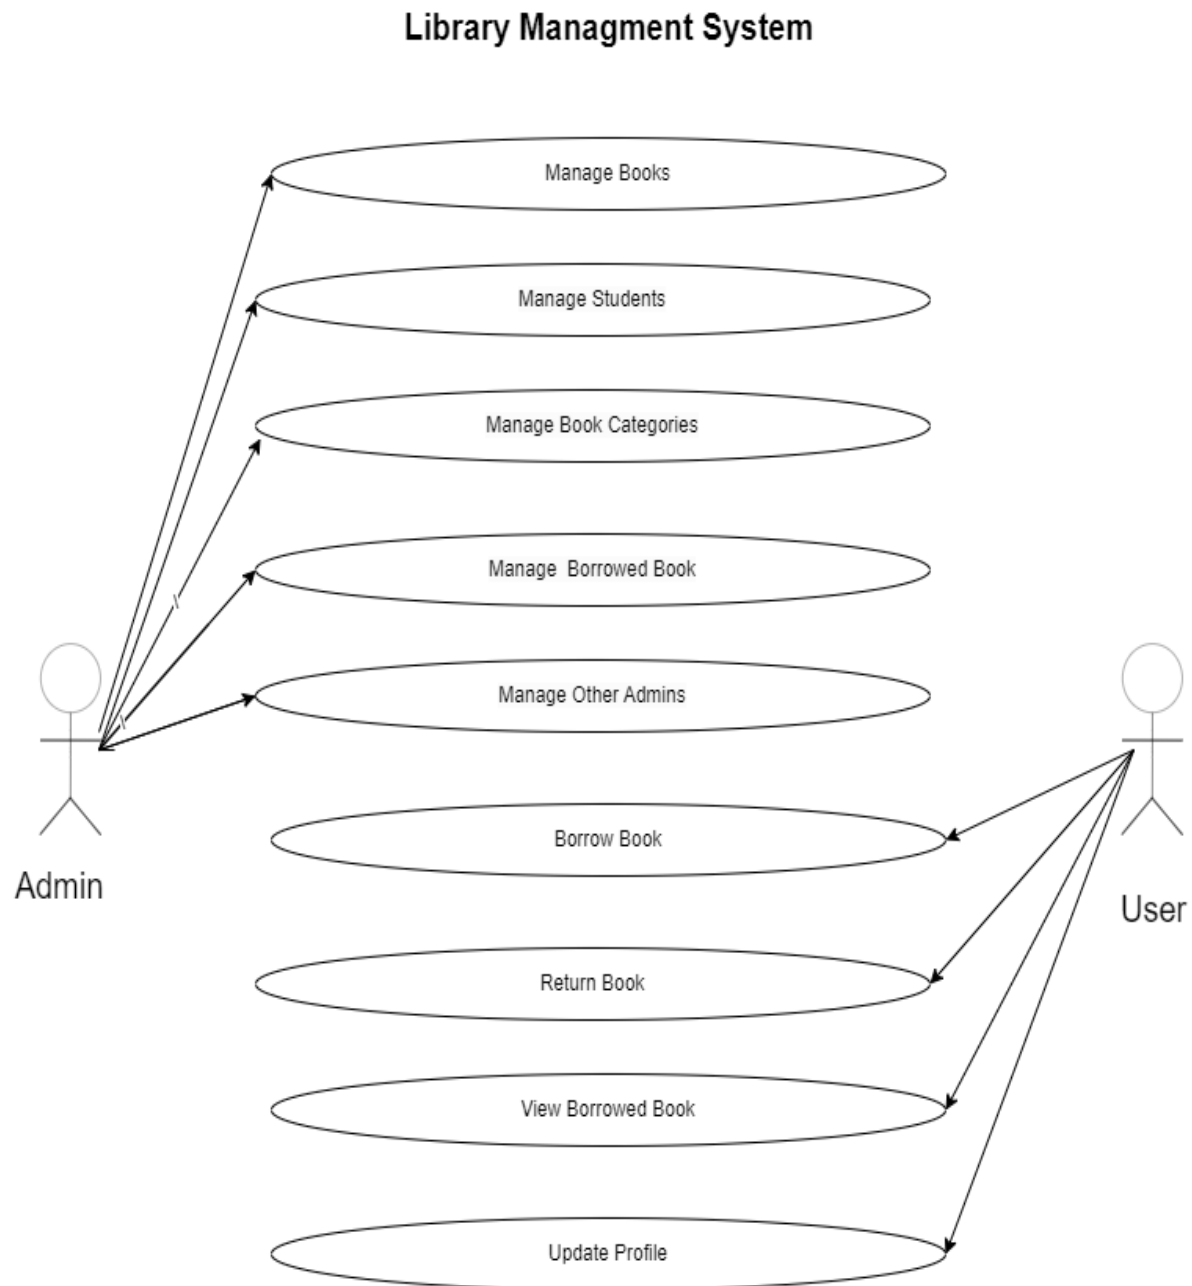 Library Managment System
Manage Books
Manage Students
Manage Book Categories
Manage  Borrowed Book
Manage Other Admins
Borrow Book
Admin
User
Return Book
View Borrowed Book
Update Profile